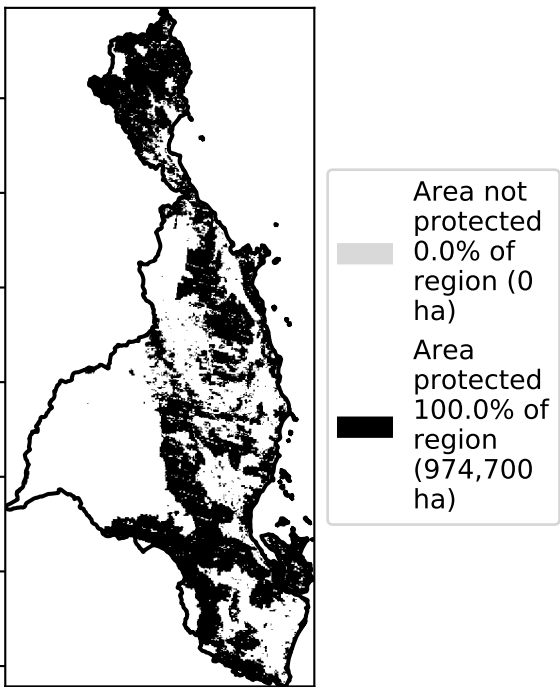 Area not
protected
0.0% of
region (0
ha)
Area
protected
100.0% of
region
(974,700
ha)